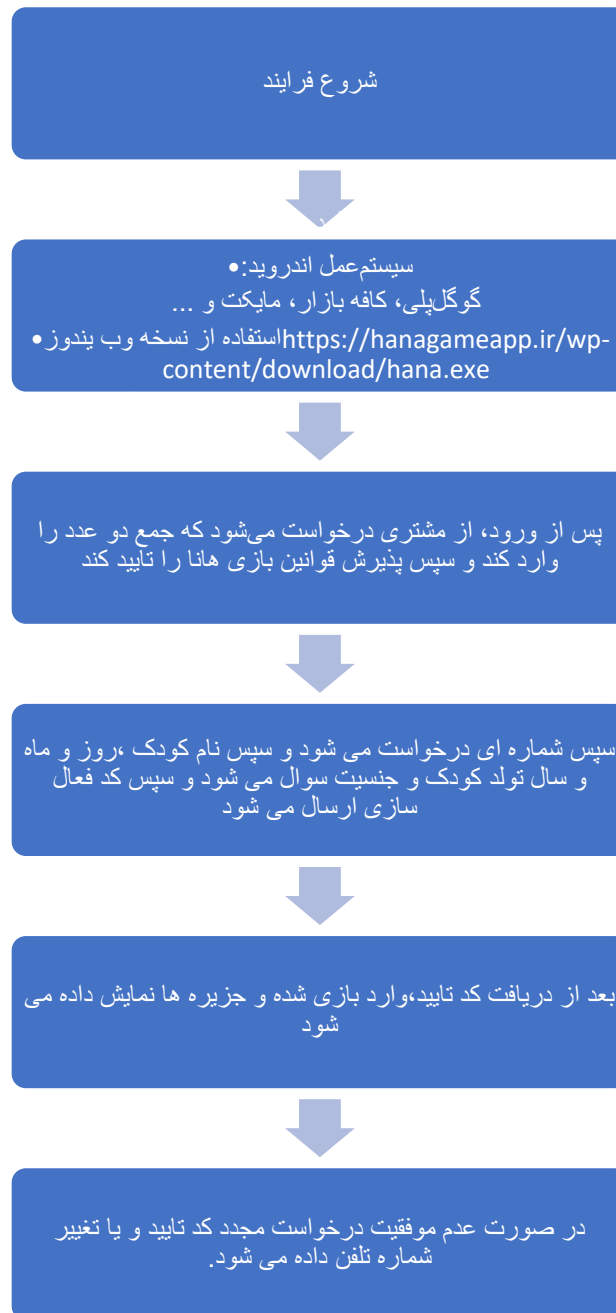 شروع فرایند
سیستم‌عمل اندروید:•
گوگل‌پلی، کافه بازار، مایکت و ...
•استفاده از نسخه وب یندوزhttps://hanagameapp.ir/wp-
content/download/hana.exe
پس از ورود، از مشتری درخواست می‌شود که جمع دو عدد را
وارد کند و سپس پذیرش قوانین بازی هانا را تایید کند
سپس شماره ای درخواست می شود و سپس نام کودک ،روز و ماه
و سال تولد کودک و جنسیت سوال می شود و سپس کد فعال
سازی ارسال می شود
بعد از دریافت کد تایید،وارد بازی شده و جزیره ها نمایش داده می
شود
در صورت عدم موفقیت درخواست مجدد کد تایید و یا تغییر
شماره تلفن داده می شود.